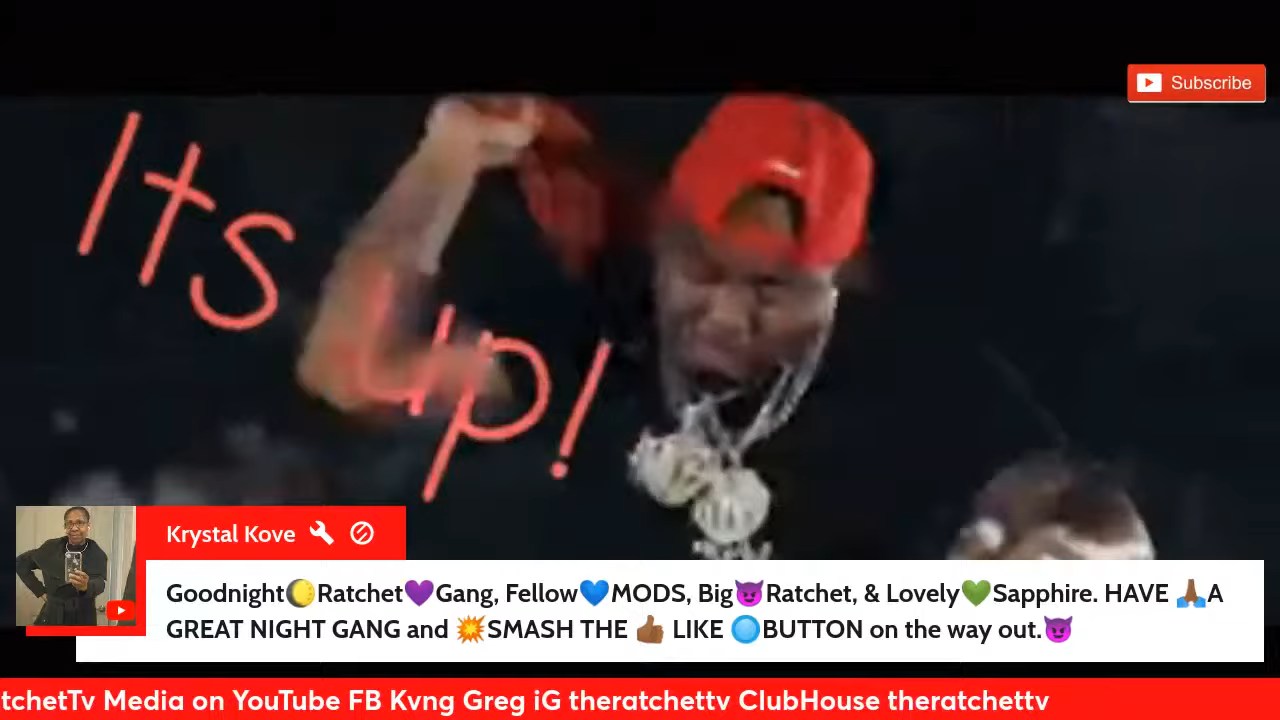 Subscribe
Its
up!
Krystal Kove
Goodnight🌔Ratchet💜Gang, Fellow💙MODS, Big😈Ratchet, & Lovely💚Sapphire. HAVE 🙏🏾A
GREAT NIGHT GANG and 💥SMASH THE 👍🏾 LIKE 🔵BUTTON on the way out.😈
tchetTv Media on YouTube FB Kvng Greg iG theratchettv ClubHouse theratchettv